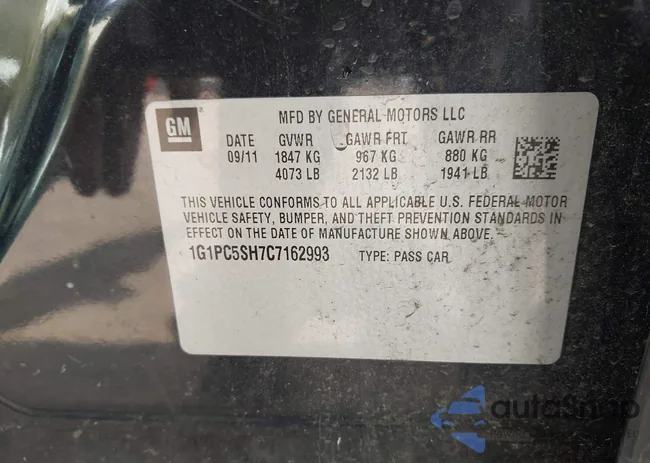 GM
MFD BY GENERAL MOTORS LLC
DATE GVWR GAWR FRT GAWR RR
09/11 1847 KG 967 KG 880 KG
4073 LB 2132 LB 1941 LB
THIS VEHICLE CONFORMS TO ALL APPLICABLE U.S. FEDERAL MOTOR
VEHICLE SAFETY, BUMPER, AND THEFT PREVENTION STANDARDS IN
EFFECT ON THE DATE OF MANUFACTURE SHOWN ABOVE.
1G1PC5SH7C7162993 TYPE: PASS CAR
autoSnap